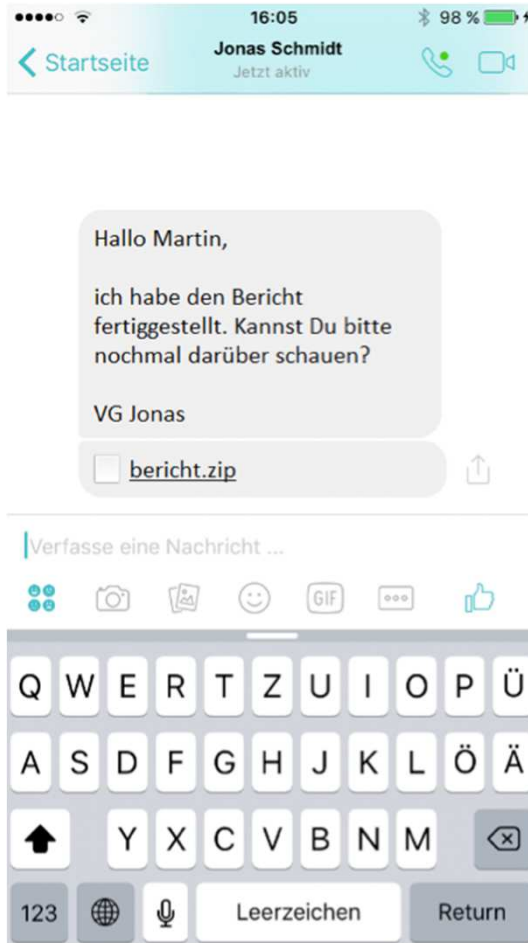 16:05
98 %
Startseite
Jonas Schmidt
Jetzt aktiv
Hallo Martin,
ich habe den Bericht
fertiggestellt. Kannst Du bitte
nochmal darüber schauen?
VG Jonas
bericht.zip
Verfasse eine Nachricht ...
GIF
Q W E R T Z U I O P Ü
A S D F G H J K L Ö Ä
Y X C V B N M
123 Leerzeichen Return